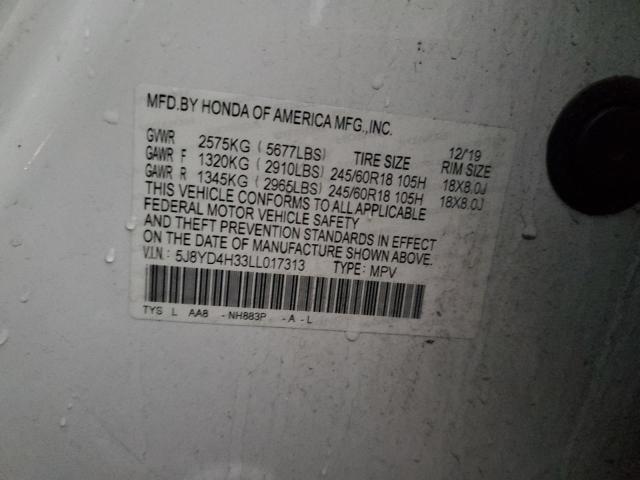 MFD.BY HONDA OF AMERICA MFG.,INC.
12/'19
GVWR 2575KG ( 5677LBS) TIRE SIZE RIM SIZE
GAWR F 1320KG ( 2910LBS) 245/60R18 105H 18X8.0J
GAWR R 1345KG ( 2965LBS) 245/60R18 105H 18X8.0J
THIS VEHICLE CONFORMS TO ALL APPLICABLE
FEDERAL MOTOR VEHICLE SAFETY
AND THEFT PREVENTION STANDARDS IN EFFECT
ON THE DATE OF MANUFACTURE SHOWN ABOVE.
V.I.N.: 5J8YD4H33LL017313 TYPE: MPV
TYS L AA8 -NH883P -A -L